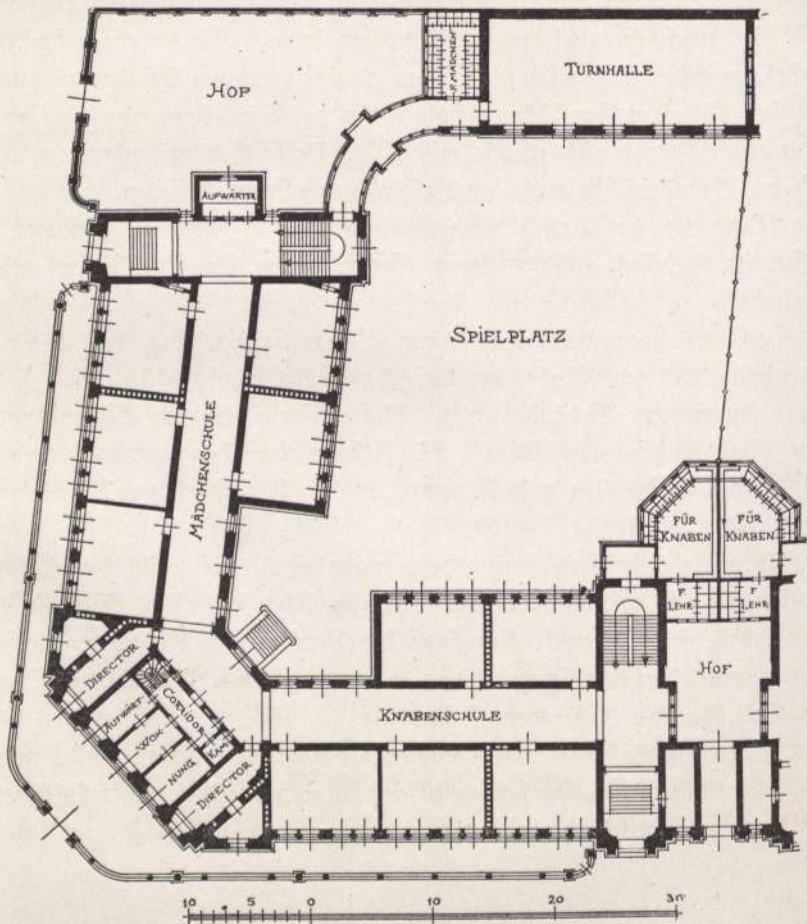 HOF
F. MÄDCHEN
TURNHALLE
AUFWÄRTER
SPIELPLATZ
MÄDCHENSCHULE
FÜR
KNABEN
FÜR
KNABEN
F.
LEHR
F.
LEHR
HOF
DIRECTOR
CORRIDOR
AUFWÄRT.
WOH-
NUNG
KAM.
DIRECTOR
KNABENSCHULE
10 5 0 10 20 30